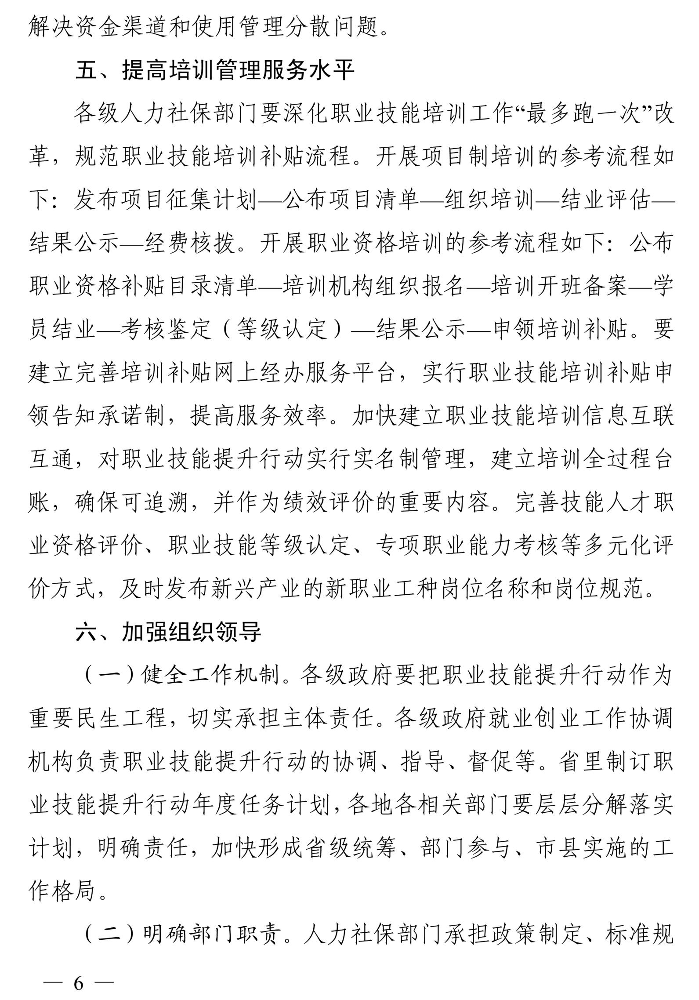 解决资金渠道和使用管理分散问题。
五、提高培训管理服务水平
各级人力社保部门要深化职业技能培训工作“最多跑一次”改
革，规范职业技能培训补贴流程。开展项目制培训的参考流程如
下：发布项目征集计划—公布项目清单—组织培训—结业评估—
结果公示—经费核拨。开展职业资格培训的参考流程如下：公布
职业资格补贴目录清单—培训机构组织报名—培训开班备案—学
员结业—考核鉴定（等级认定）—结果公示—申领培训补贴。要
建立完善培训补贴网上经办服务平台，实行职业技能培训补贴申
领告知承诺制，提高服务效率。加快建立职业技能培训信息互联
互通，对职业技能提升行动实行实名制管理，建立培训全过程台
账，确保可追溯，并作为绩效评价的重要内容。完善技能人才职
业资格评价、职业技能等级认定、专项职业能力考核等多元化评
价方式，及时发布新兴产业的新职业工种岗位名称和岗位规范。
六、加强组织领导
（一）健全工作机制。各级政府要把职业技能提升行动作为
重要民生工程，切实承担主体责任。各级政府就业创业工作协调
机构负责职业技能提升行动的协调、指导、督促等。省里制订职
业技能提升行动年度任务计划，各地各相关部门要层层分解落实
计划，明确责任，加快形成省级统筹、部门参与、市县实施的工
作格局。
（二）明确部门职责。人力社保部门承担政策制定、标准规
— 6 —